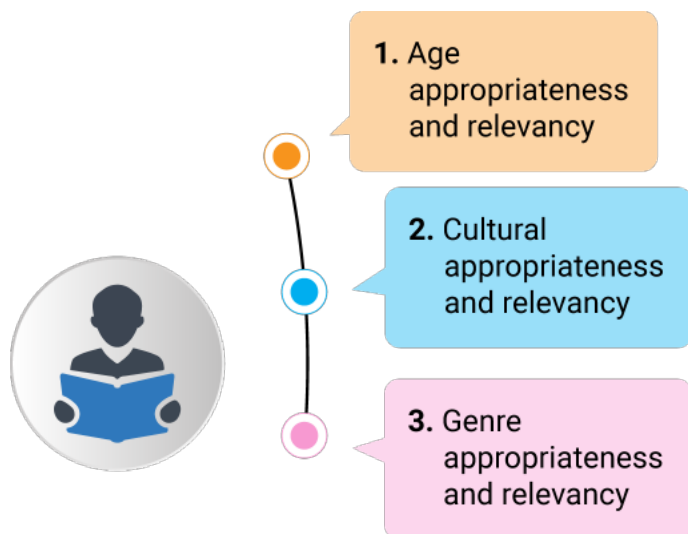 1. Age
appropriateness
and relevancy
2. Cultural
appropriateness
and relevancy
3. Genre
appropriateness
and relevancy